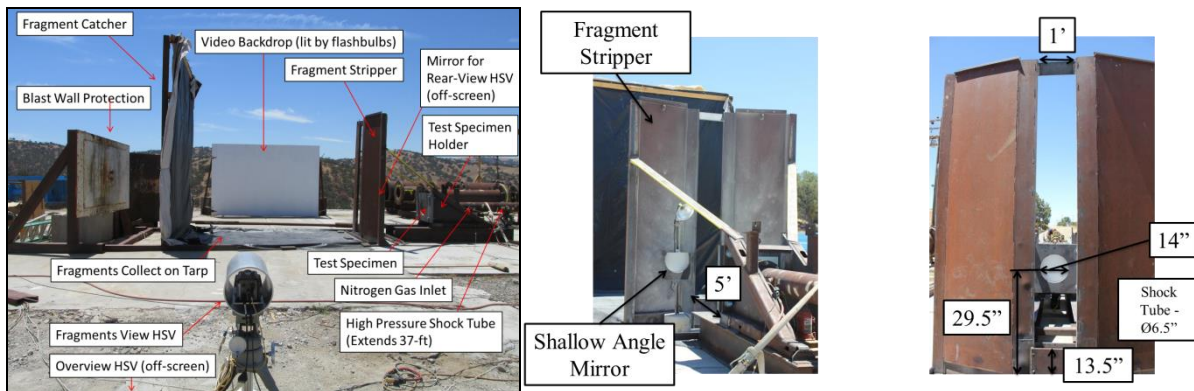 Fragment Catcher
Video Backdrop (lit by flashbulbs)
Fragment Stripper
Mirror for
Rear-View HSV
(off-screen)
Blast Wall Protection
Test Specimen
Holder
Fragments Collect on Tarp
Test Specimen
Nitrogen Gas Inlet
Fragments View HSV
High Pressure Shock Tube
(Extends 37-ft)
Overview HSV (off-screen)
Fragment
Stripper
5’
Shallow Angle
Mirror
1’
14”
29.5”
Shock
Tube -
Ø6.5”
13.5”